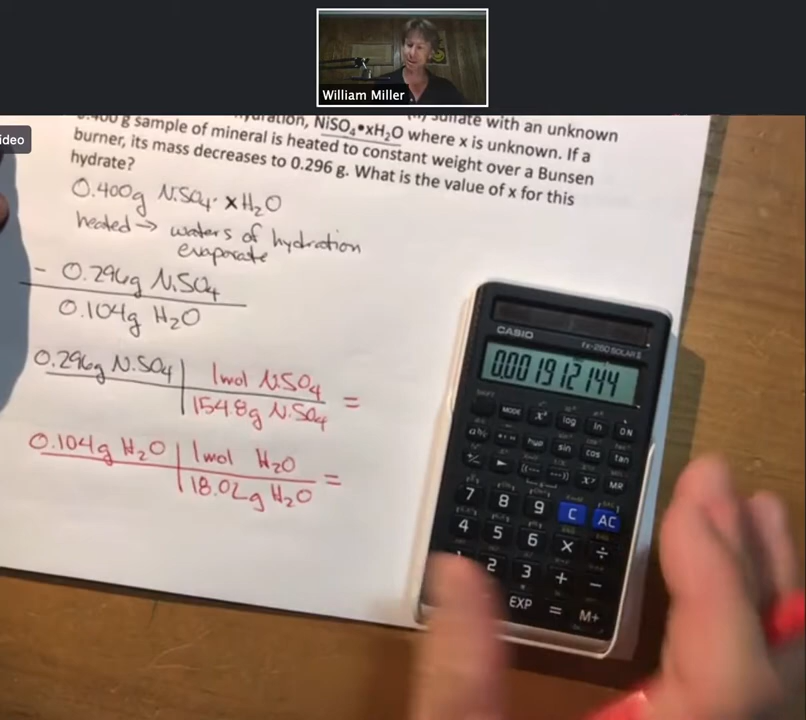 William Miller
ideo
0.400 g sample of mineral is heated to constant weight over a Bunsen
hydration, NiSO₄•xH₂O where x is unknown. If a
sulfate with an unknown
burner, its mass decreases to 0.296 g. What is the value of x for this
hydrate?
0.400g NiSO₄·xH₂O
heated → waters of hydration
evaporate
- 0.296g NiSO₄
0.104g H₂O
0.296g NiSO₄ | 1mol NiSO₄ =
154.8g NiSO₄
0.104g H₂O | 1mol H₂O =
18.02g H₂O
CASIO
fx-260 SOLAR II
0.001912144
SHIFT
MODE x² log ln ON
hyp sin cos tan
MR
7 8 9 C AC
4 5 6 × ÷
1 2 3 + −
EXP = M+